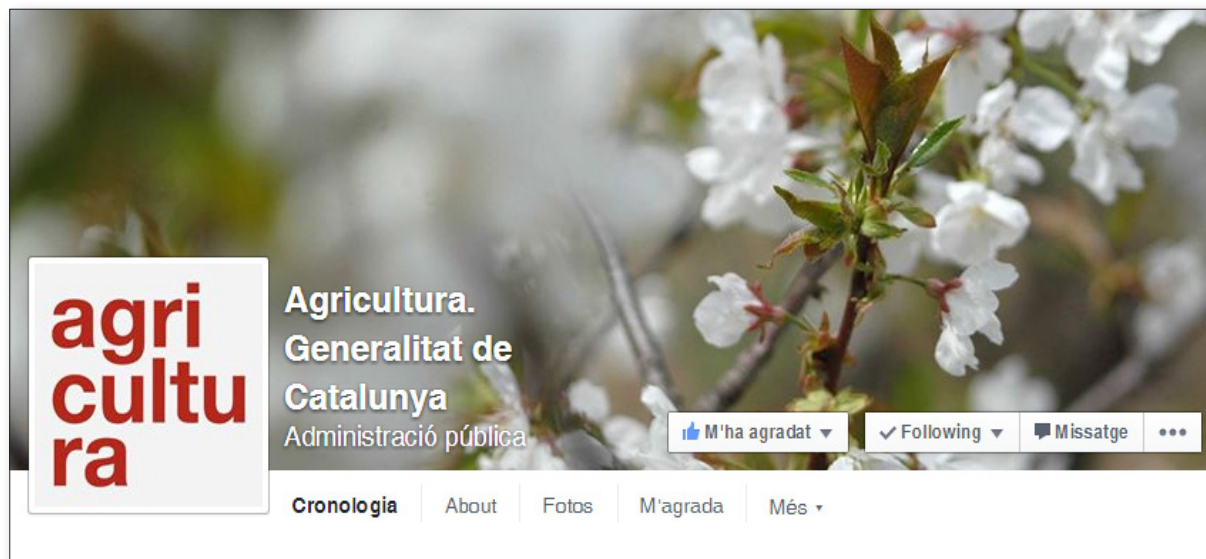 agri
cultu
ra
Agricultura.
Generalitat de
Catalunya
Administració pública
M'ha agradat
Following
Missatge
Cronologia
About
Fotos
M'agrada
Més